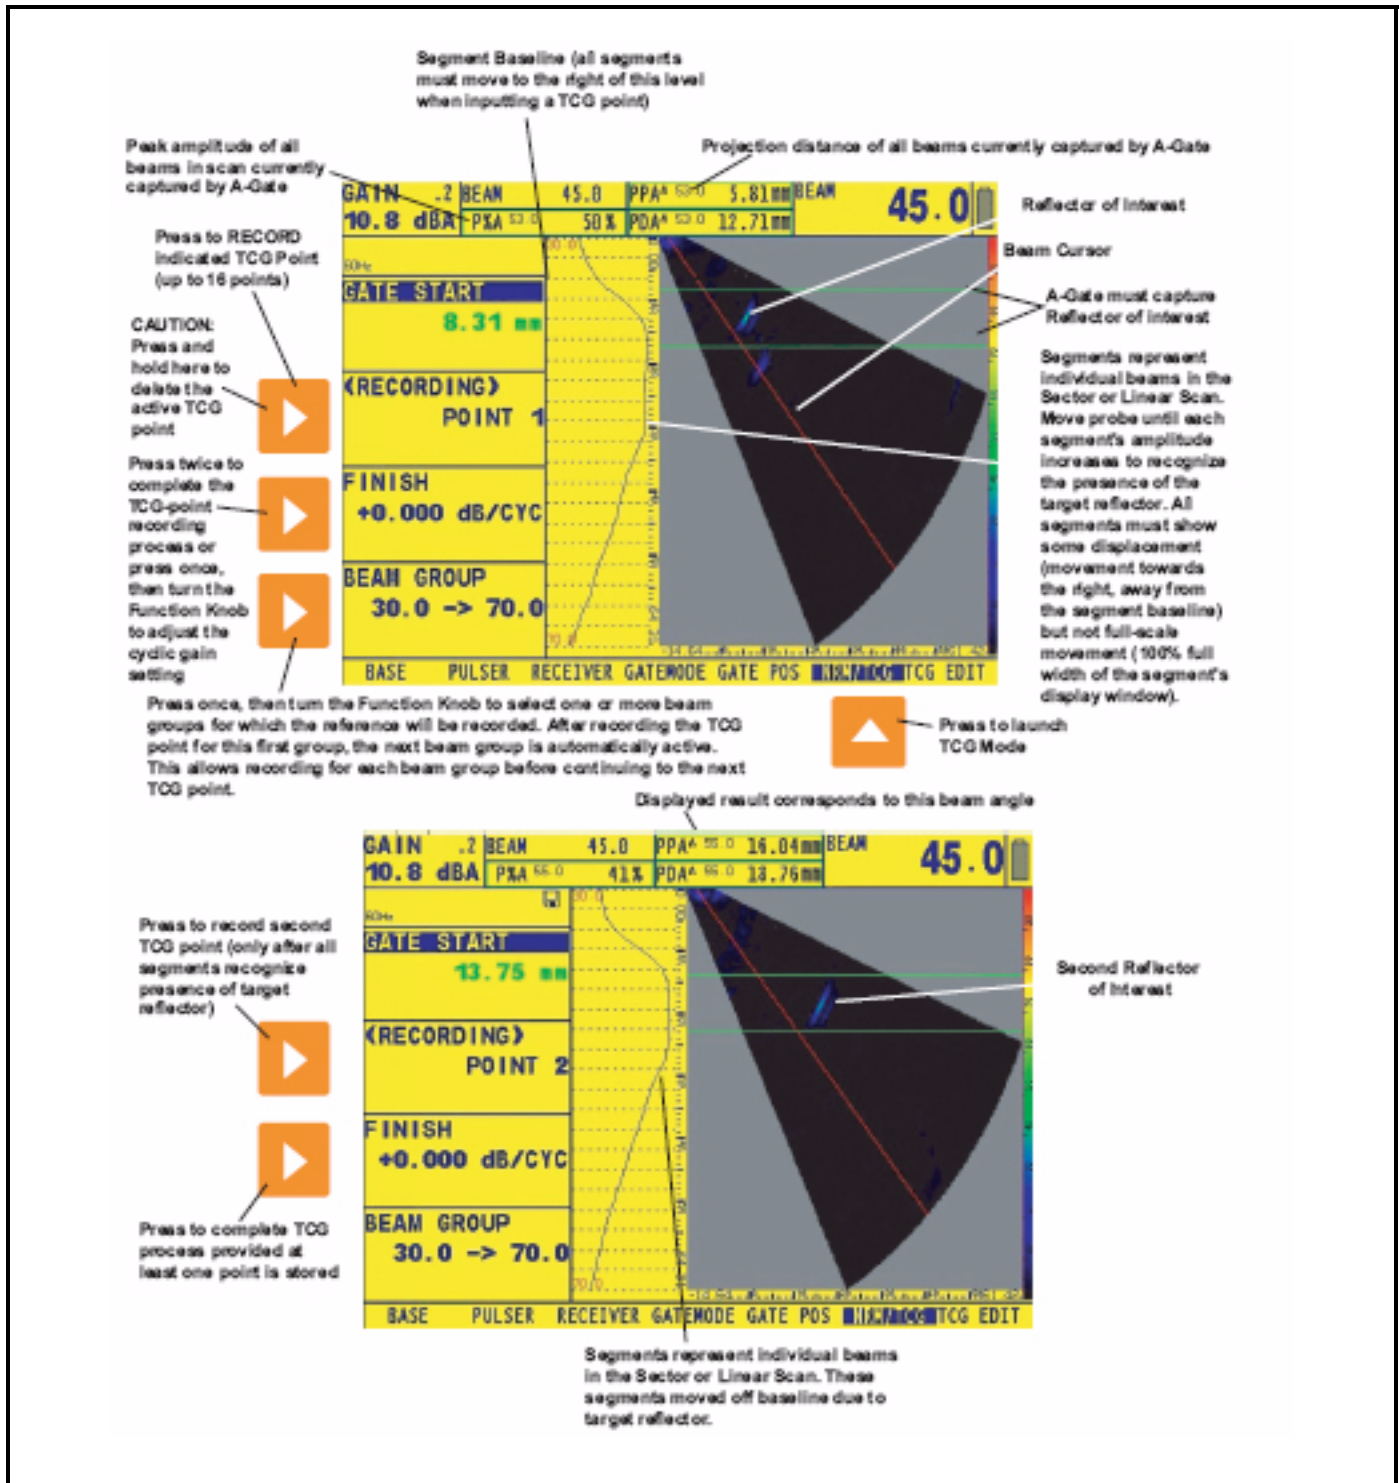 Segment Baseline (all segments
must move to the right of this level
when inputting a TCG point)
Peak amplitude of all
beams in scan currently
captured by A-Gate
Projection distance of all beams currently captured by A-Gate
GAIN .2 BEAM 45.0 PPA^A 53.0 5.81mm BEAM 45.0
10.8 dBA P%A 53.0 50% PDA^A 53.0 12.71mm
Reflector of Interest
Press to RECORD
indicated TCG Point
(up to 16 points)
Beam Cursor
60Hz
GATE START
8.31 mm
A-Gate must capture
Reflector of interest
CAUTION:
Press and
hold here to
delete the
active TCG
point
<RECORDING>
POINT 1
Segments represent
individual beams in the
Sector or Linear Scan.
Move probe until each
segment's amplitude
increases to recognize
the presence of the
target reflector. All
segments must show
some displacement
(movement towards
the right, away from
the segment baseline)
but not full-scale
movement (100% full
width of the segment's
display window).
Press twice to
complete the
TCG-point
recording
process or
press once,
then turn the
Function Knob
to adjust the
cyclic gain
setting
FINISH
+0.000 dB/CYC
BEAM GROUP
30.0 -> 70.0
BASE PULSER RECEIVER GATEMODE GATE POS TCG EDIT
Press once, then turn the Function Knob to select one or more beam
groups for which the reference will be recorded. After recording the TCG
point for this first group, the next beam group is automatically active.
This allows recording for each beam group before continuing to the next
TCG point.
Press to launch
TCG Mode
Displayed result corresponds to this beam angle
GAIN .2 BEAM 45.0 PPA^A 55.0 16.04mm BEAM 45.0
10.8 dBA P%A 55.0 41% PDA^A 55.0 18.76mm
60Hz
GATE START
13.75 mm
Press to record second
TCG point (only after all
segments recognize
presence of target
reflector)
Second Reflector
of Interest
<RECORDING>
POINT 2
FINISH
+0.000 dB/CYC
BEAM GROUP
30.0 -> 70.0
Press to complete TCG
process provided at
least one point is stored
BASE PULSER RECEIVER GATEMODE GATE POS TCG EDIT
Segments represent individual beams
in the Sector or Linear Scan. These
segments moved off baseline due to
target reflector.